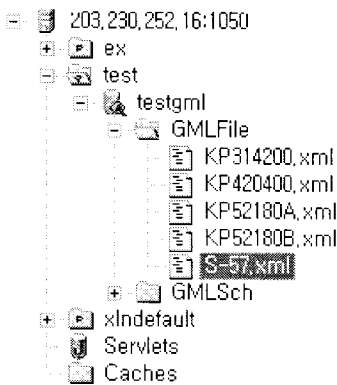 203,230,252,16:1050
ex
test
testgml
GMLFile
KP314200,xml
KP420400,xml
KP52180A,xml
KP52180B,xml
S-57,xml
GMLSch
xIndefault
Servlets
Caches